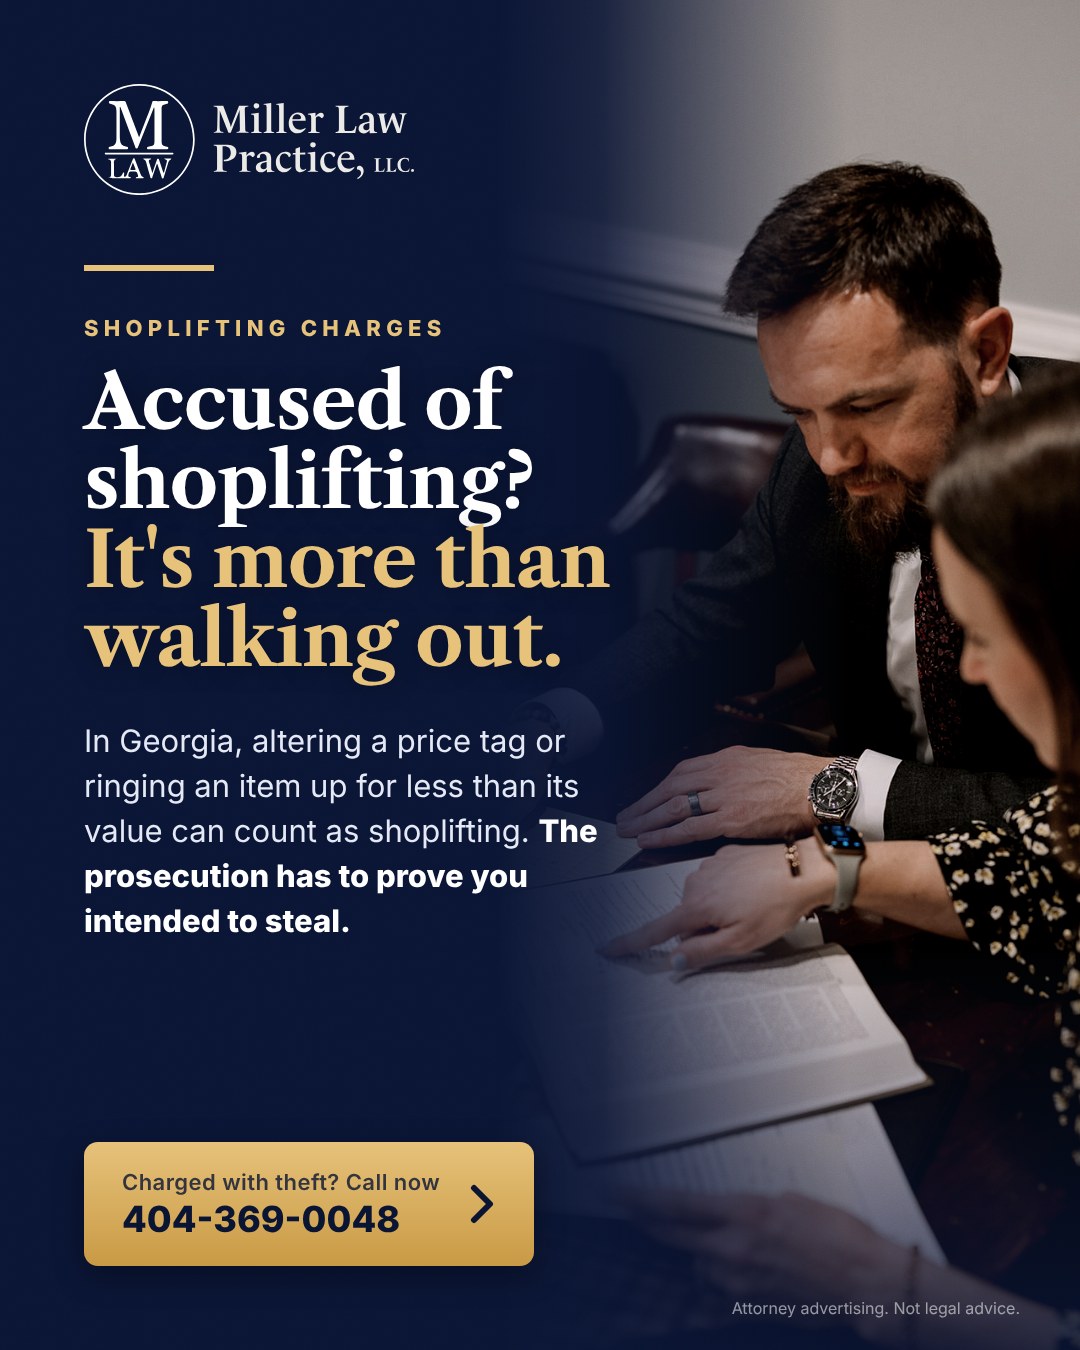 M
LAW
Miller Law
Practice, LLC.
SHOPLIFTING CHARGES
Accused of
shoplifting?
It's more than
walking out.
In Georgia, altering a price tag or
ringing an item up for less than its
value can count as shoplifting. The
prosecution has to prove you
intended to steal.
Charged with theft? Call now
404-369-0048
Attorney advertising. Not legal advice.